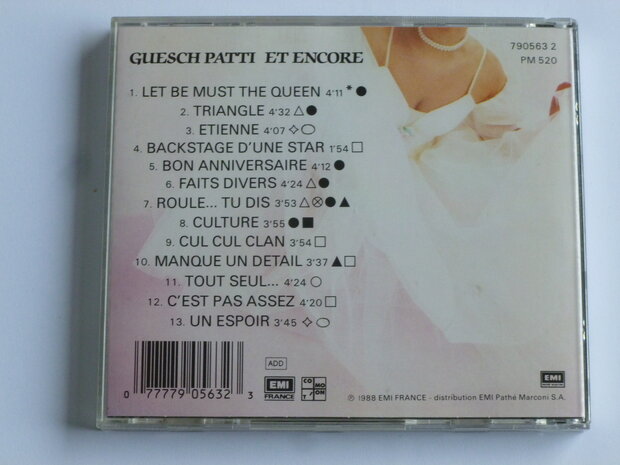 GUESCH PATTI ET ENCORE
790563 2
PM 520
1. LET BE MUST THE QUEEN 4'11 * ●
2. TRIANGLE 4'32 △ ●
3. ETIENNE 4'07 ✧ ○
4. BACKSTAGE D'UNE STAR 1'54 □
5. BON ANNIVERSAIRE 4'12 ●
6. FAITS DIVERS 4'24 △ ●
7. ROULE... TU DIS 3'53 △ ⊗ ● ▲
8. CULTURE 3'55 ● ■
9. CUL CUL CLAN 3'54 □
10. MANQUE UN DETAIL 3'37 ▲ □
11. TOUT SEUL... 4'24 ○
12. C'EST PAS ASSEZ 4'20 □
13. UN ESPOIR 3'45 ✧ ○
ADD
0 77779 05632 3
EMI
FRANCE
℗ 1988 EMI FRANCE - distribution EMI Pathé Marconi S.A.
EMI